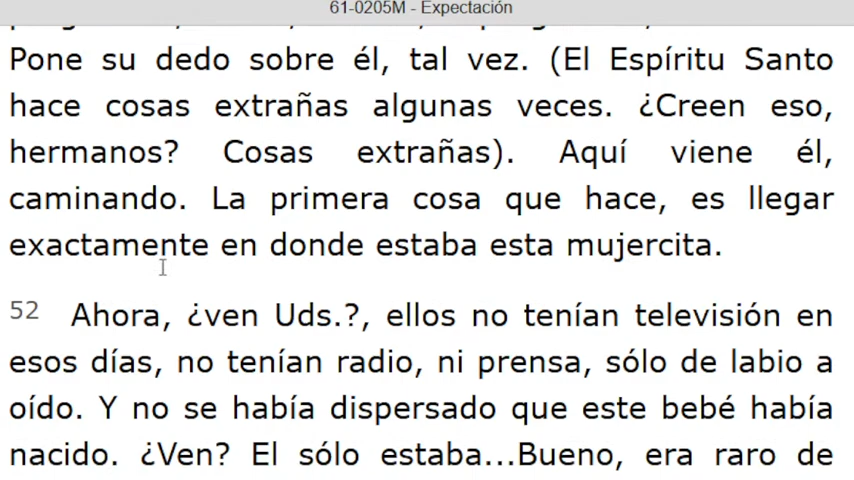 61-0205M - Expectación
Pone su dedo sobre él, tal vez. (El Espíritu Santo
hace cosas extrañas algunas veces. ¿Creen eso,
hermanos? Cosas extrañas). Aquí viene él,
caminando. La primera cosa que hace, es llegar
exactamente en donde estaba esta mujercita.
52 Ahora, ¿ven Uds.?, ellos no tenían televisión en
esos días, no tenían radio, ni prensa, sólo de labio a
oído. Y no se había dispersado que este bebé había
nacido. ¿Ven? El sólo estaba...Bueno, era raro de